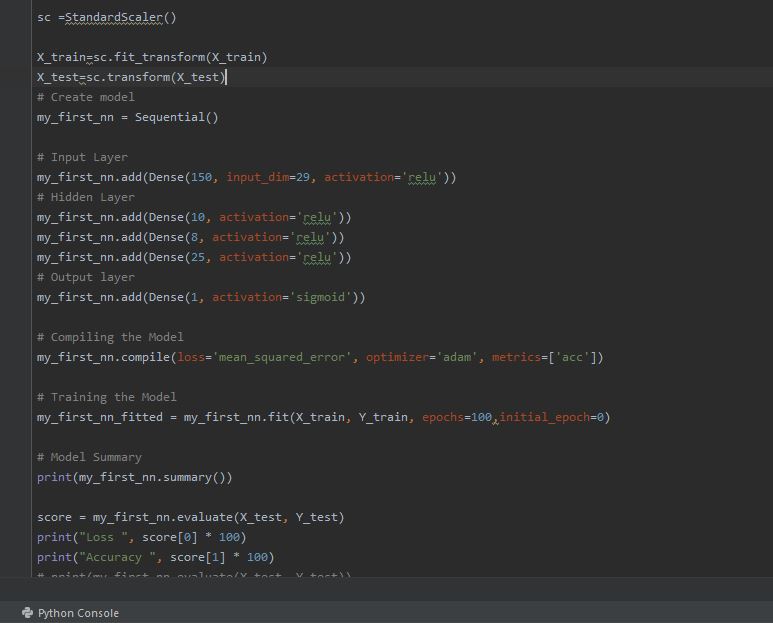 sc =StandardScaler()
X_train=sc.fit_transform(X_train)
X_test=sc.transform(X_test)
# Create model
my_first_nn = Sequential()
# Input Layer
my_first_nn.add(Dense(150, input_dim=29, activation='relu'))
# Hidden Layer
my_first_nn.add(Dense(10, activation='relu'))
my_first_nn.add(Dense(8, activation='relu'))
my_first_nn.add(Dense(25, activation='relu'))
# Output layer
my_first_nn.add(Dense(1, activation='sigmoid'))
# Compiling the Model
my_first_nn.compile(loss='mean_squared_error', optimizer='adam', metrics=['acc'])
# Training the Model
my_first_nn_fitted = my_first_nn.fit(X_train, Y_train, epochs=100,initial_epoch=0)
# Model Summary
print(my_first_nn.summary())
score = my_first_nn.evaluate(X_test, Y_test)
print("Loss ", score[0] * 100)
print("Accuracy ", score[1] * 100)
# print(my_first_nn.evaluate(X_test, Y_test))
Python Console